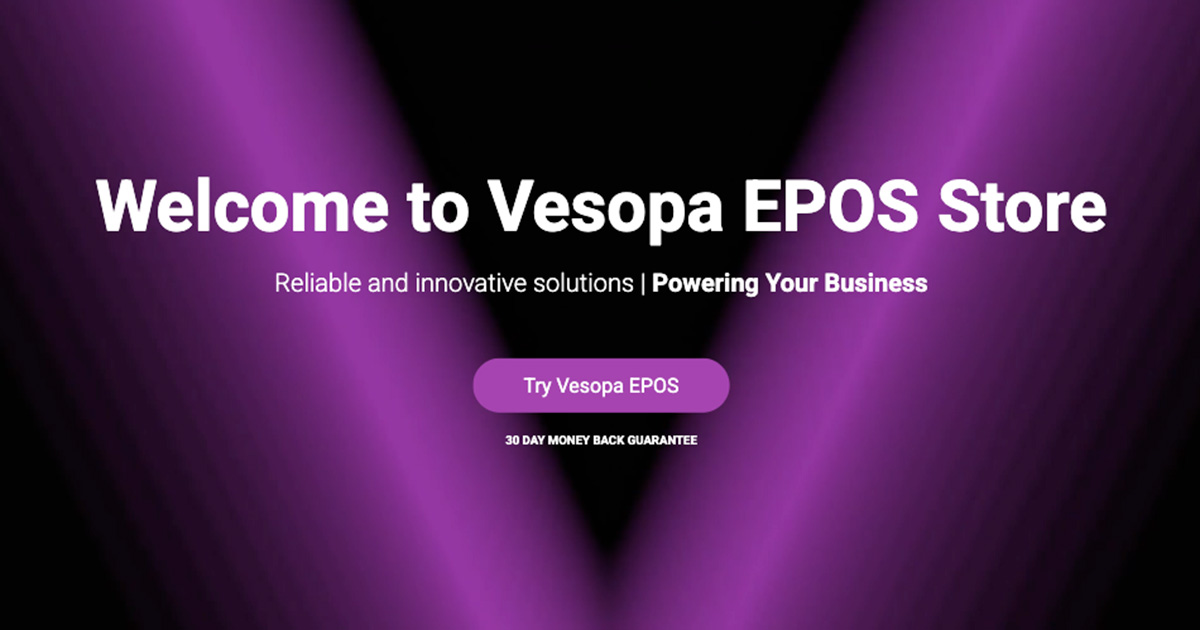 Welcome to Vesopa EPOS Store
Reliable and innovative solutions | Powering Your Business
Try Vesopa EPOS
30 DAY MONEY BACK GUARANTEE